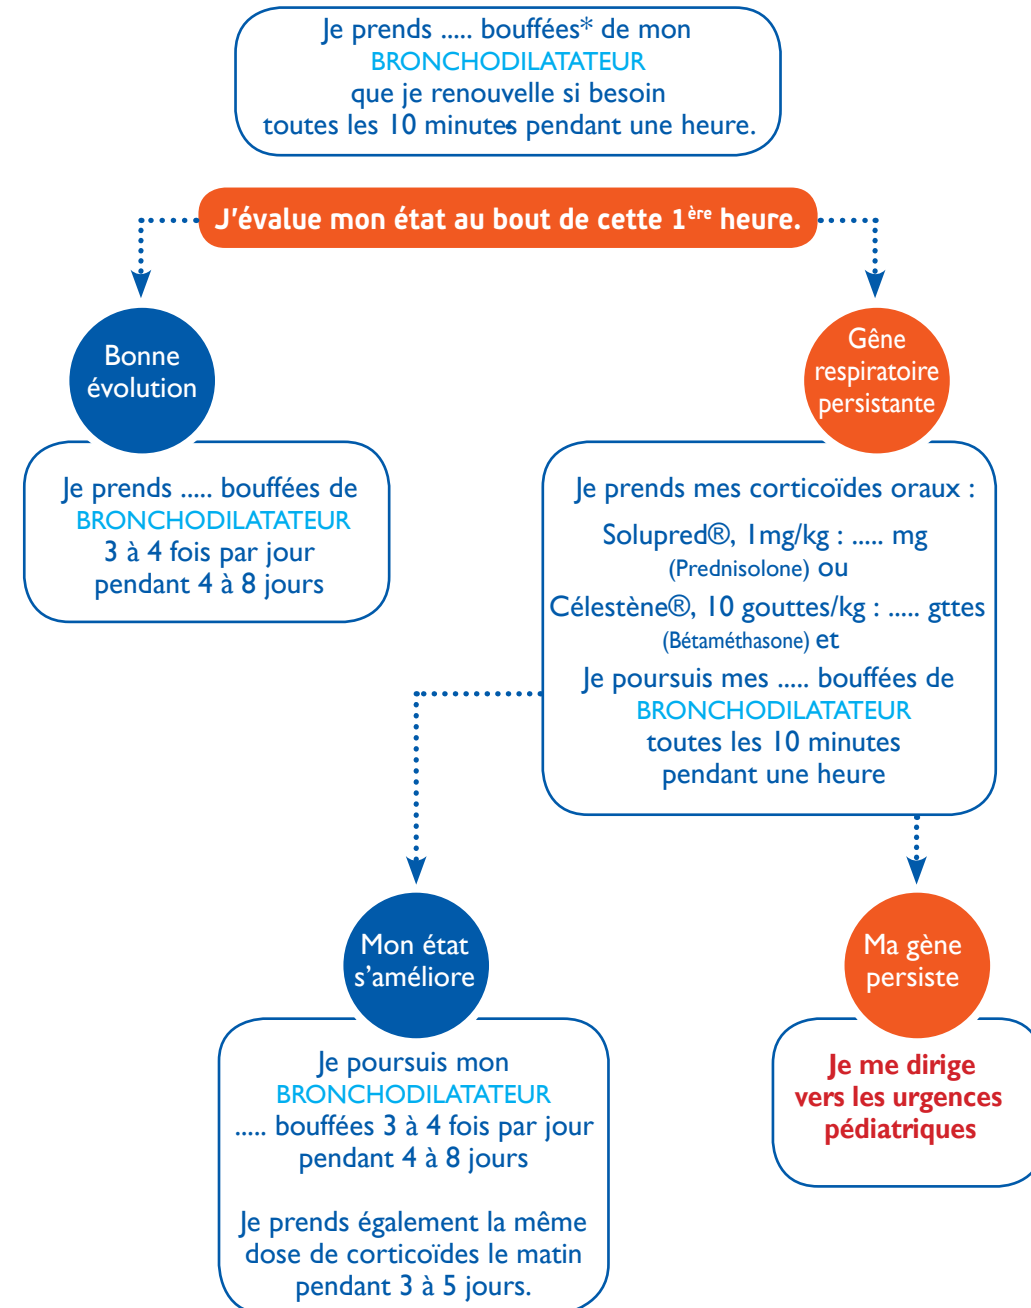 Je prends ..... bouffées* de mon
BRONCHODILATATEUR
que je renouvelle si besoin
toutes les 10 minutes pendant une heure.
J'évalue mon état au bout de cette 1ère heure.
Bonne
évolution
Je prends ..... bouffées de
BRONCHODILATATEUR
3 à 4 fois par jour
pendant 4 à 8 jours
Gêne
respiratoire
persistante
Je prends mes corticoïdes oraux :
Solupred®, 1mg/kg : ..... mg
(Prednisolone) ou
Célestène®, 10 gouttes/kg : ..... gttes
(Bétaméthasone) et
Je poursuis mes ..... bouffées de
BRONCHODILATATEUR
toutes les 10 minutes
pendant une heure
Mon état
s'améliore
Je poursuis mon
BRONCHODILATATEUR
..... bouffées 3 à 4 fois par jour
pendant 4 à 8 jours
Je prends également la même
dose de corticoïdes le matin
pendant 3 à 5 jours.
Ma gène
persiste
Je me dirige
vers les urgences
pédiatriques